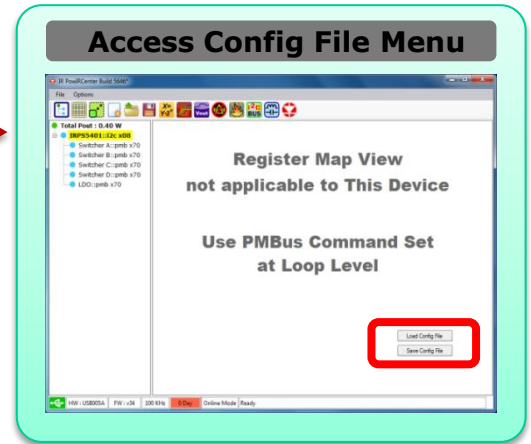 Access Config File Menu
IR PowIRCenter Build 5646*
File Options
Total Pout : 0.40 W
IRPS5401::I2c x08
Switcher A::pmb x70
Switcher B::pmb x70
Switcher C::pmb x70
Switcher D::pmb x70
LDO::pmb x70
Register Map View
not applicable to This Device
Use PMBus Command Set
at Loop Level
Load Config File
Save Config File
HW : USB005A FW : v34 100 KHz 0 Day Online Mode Ready